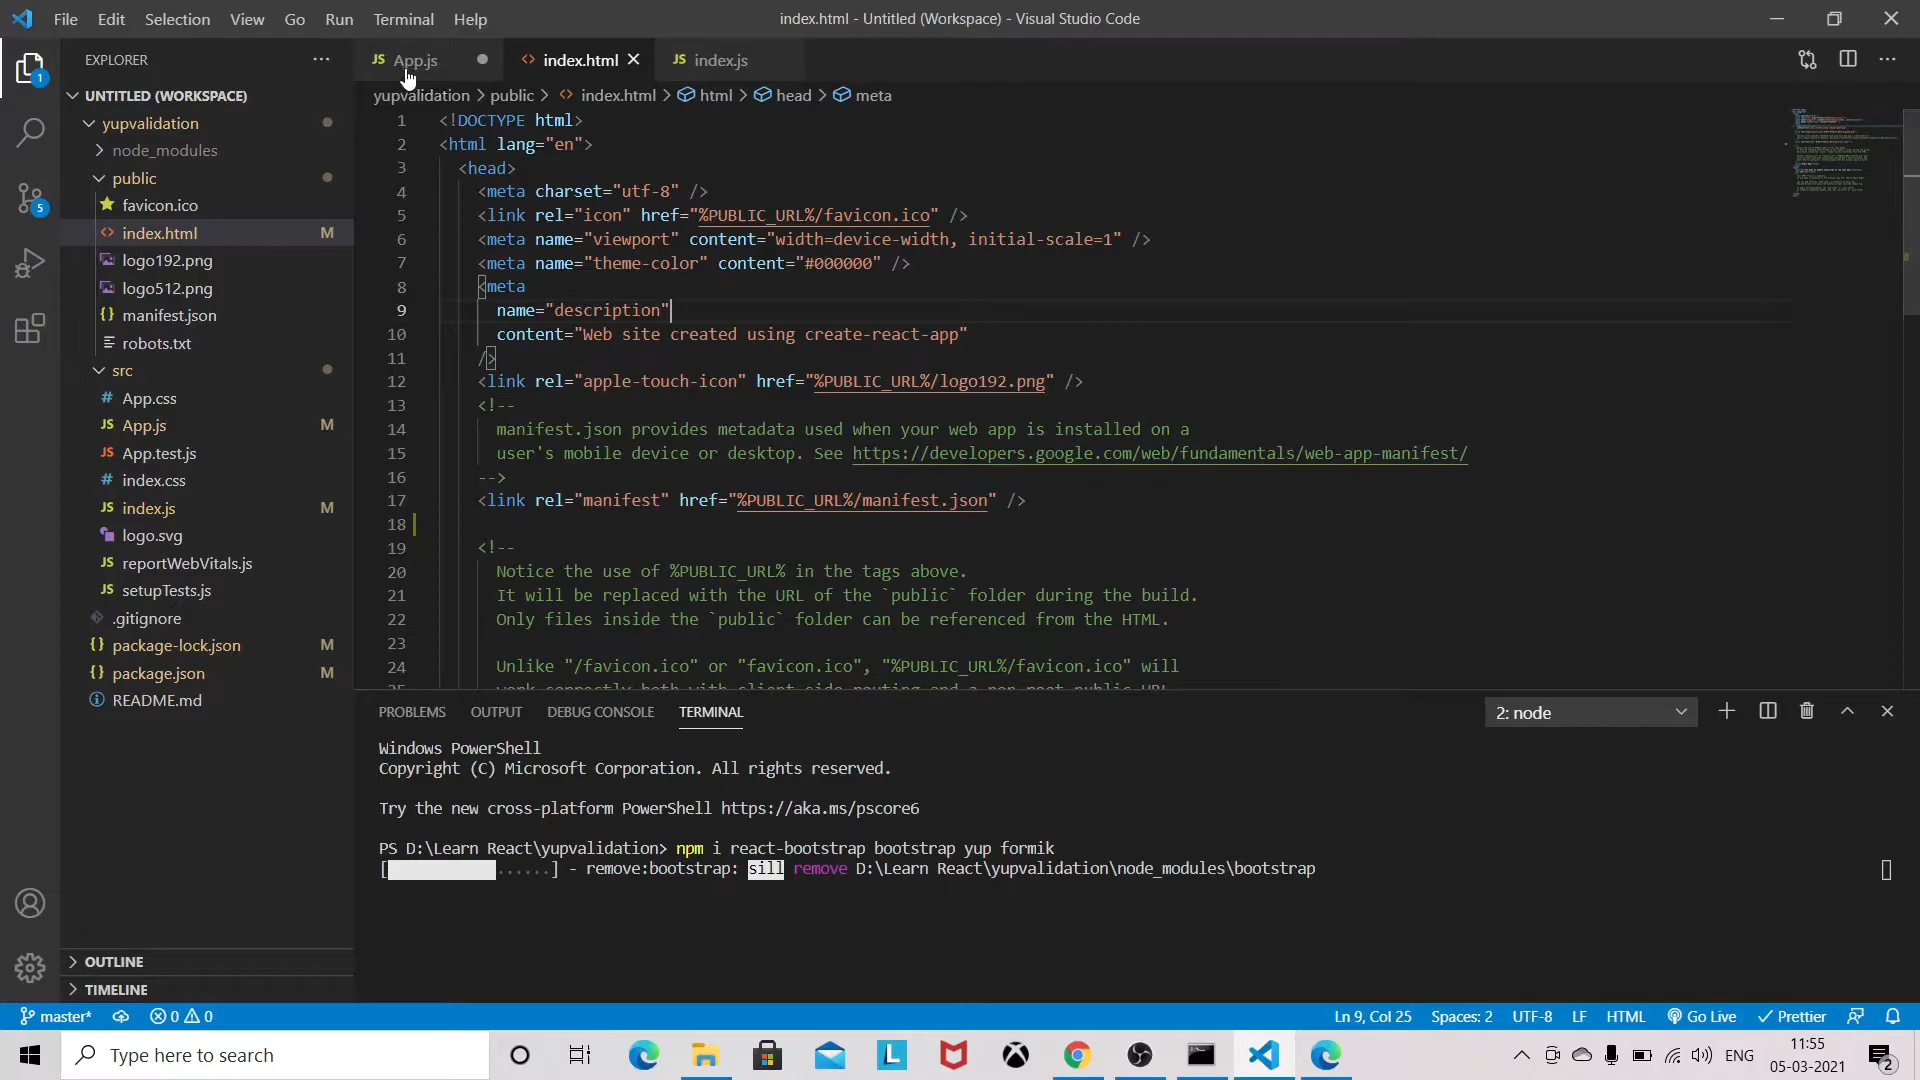 File Edit Selection View Go Run Terminal Help
index.html - Untitled (Workspace) - Visual Studio Code
EXPLORER
JS App.js
<> index.html
JS index.js
UNTITLED (WORKSPACE)
yupvalidation
node_modules
public
favicon.ico
<> index.html M
logo192.png
logo512.png
{} manifest.json
robots.txt
src
# App.css
JS App.js M
JS App.test.js
# index.css
JS index.js M
logo.svg
JS reportWebVitals.js
JS setupTests.js
.gitignore
{} package-lock.json M
{} package.json M
README.md
OUTLINE
TIMELINE
1
5
yupvalidation > public > <> index.html > html > head > meta
1 <!DOCTYPE html>
2 <html lang="en">
3 <head>
4 <meta charset="utf-8" />
5 <link rel="icon" href="%PUBLIC_URL%/favicon.ico" />
6 <meta name="viewport" content="width=device-width, initial-scale=1" />
7 <meta name="theme-color" content="#000000" />
8 <meta
9 name="description"
10 content="Web site created using create-react-app"
11 />
12 <link rel="apple-touch-icon" href="%PUBLIC_URL%/logo192.png" />
13 <!--
14 manifest.json provides metadata used when your web app is installed on a
15 user's mobile device or desktop. See https://developers.google.com/web/fundamentals/web-app-manifest/
16 -->
17 <link rel="manifest" href="%PUBLIC_URL%/manifest.json" />
18
19 <!--
20 Notice the use of %PUBLIC_URL% in the tags above.
21 It will be replaced with the URL of the `public` folder during the build.
22 Only files inside the `public` folder can be referenced from the HTML.
23
24 Unlike "/favicon.ico" or "favicon.ico", "%PUBLIC_URL%/favicon.ico" will
PROBLEMS OUTPUT DEBUG CONSOLE TERMINAL
2: node
Windows PowerShell
Copyright (C) Microsoft Corporation. All rights reserved.
Try the new cross-platform PowerShell https://aka.ms/pscore6
PS D:\Learn React\yupvalidation> npm i react-bootstrap bootstrap yup formik
[ ......] - remove:bootstrap: sill remove D:\Learn React\yupvalidation\node_modules\bootstrap
master* 0 0
Ln 9, Col 25 Spaces: 2 UTF-8 LF HTML Go Live Prettier
Type here to search
ENG
11:55
05-03-2021
2